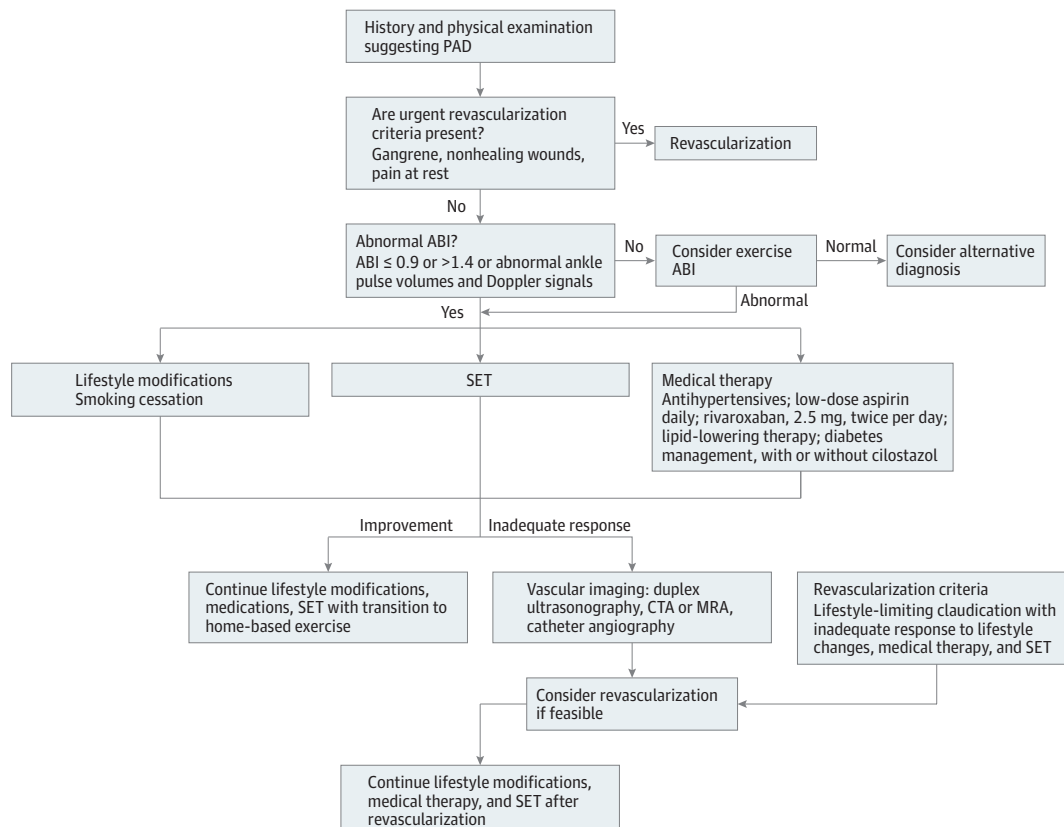 History and physical examination
suggesting PAD
Are urgent revascularization
criteria present?
Gangrene, nonhealing wounds,
pain at rest
Yes
Revascularization
No
Abnormal ABI?
ABI ≤ 0.9 or >1.4 or abnormal ankle
pulse volumes and Doppler signals
No
Consider exercise
ABI
Normal
Consider alternative
diagnosis
Abnormal
Yes
Lifestyle modifications
Smoking cessation
SET
Medical therapy
Antihypertensives; low-dose aspirin
daily; rivaroxaban, 2.5 mg, twice per day;
lipid-lowering therapy; diabetes
management, with or without cilostazol
Improvement
Inadequate response
Continue lifestyle modifications,
medications, SET with transition to
home-based exercise
Vascular imaging: duplex
ultrasonography, CTA or MRA,
catheter angiography
Revascularization criteria
Lifestyle-limiting claudication with
inadequate response to lifestyle
changes, medical therapy, and SET
Consider revascularization
if feasible
Continue lifestyle modifications,
medical therapy, and SET after
revascularization